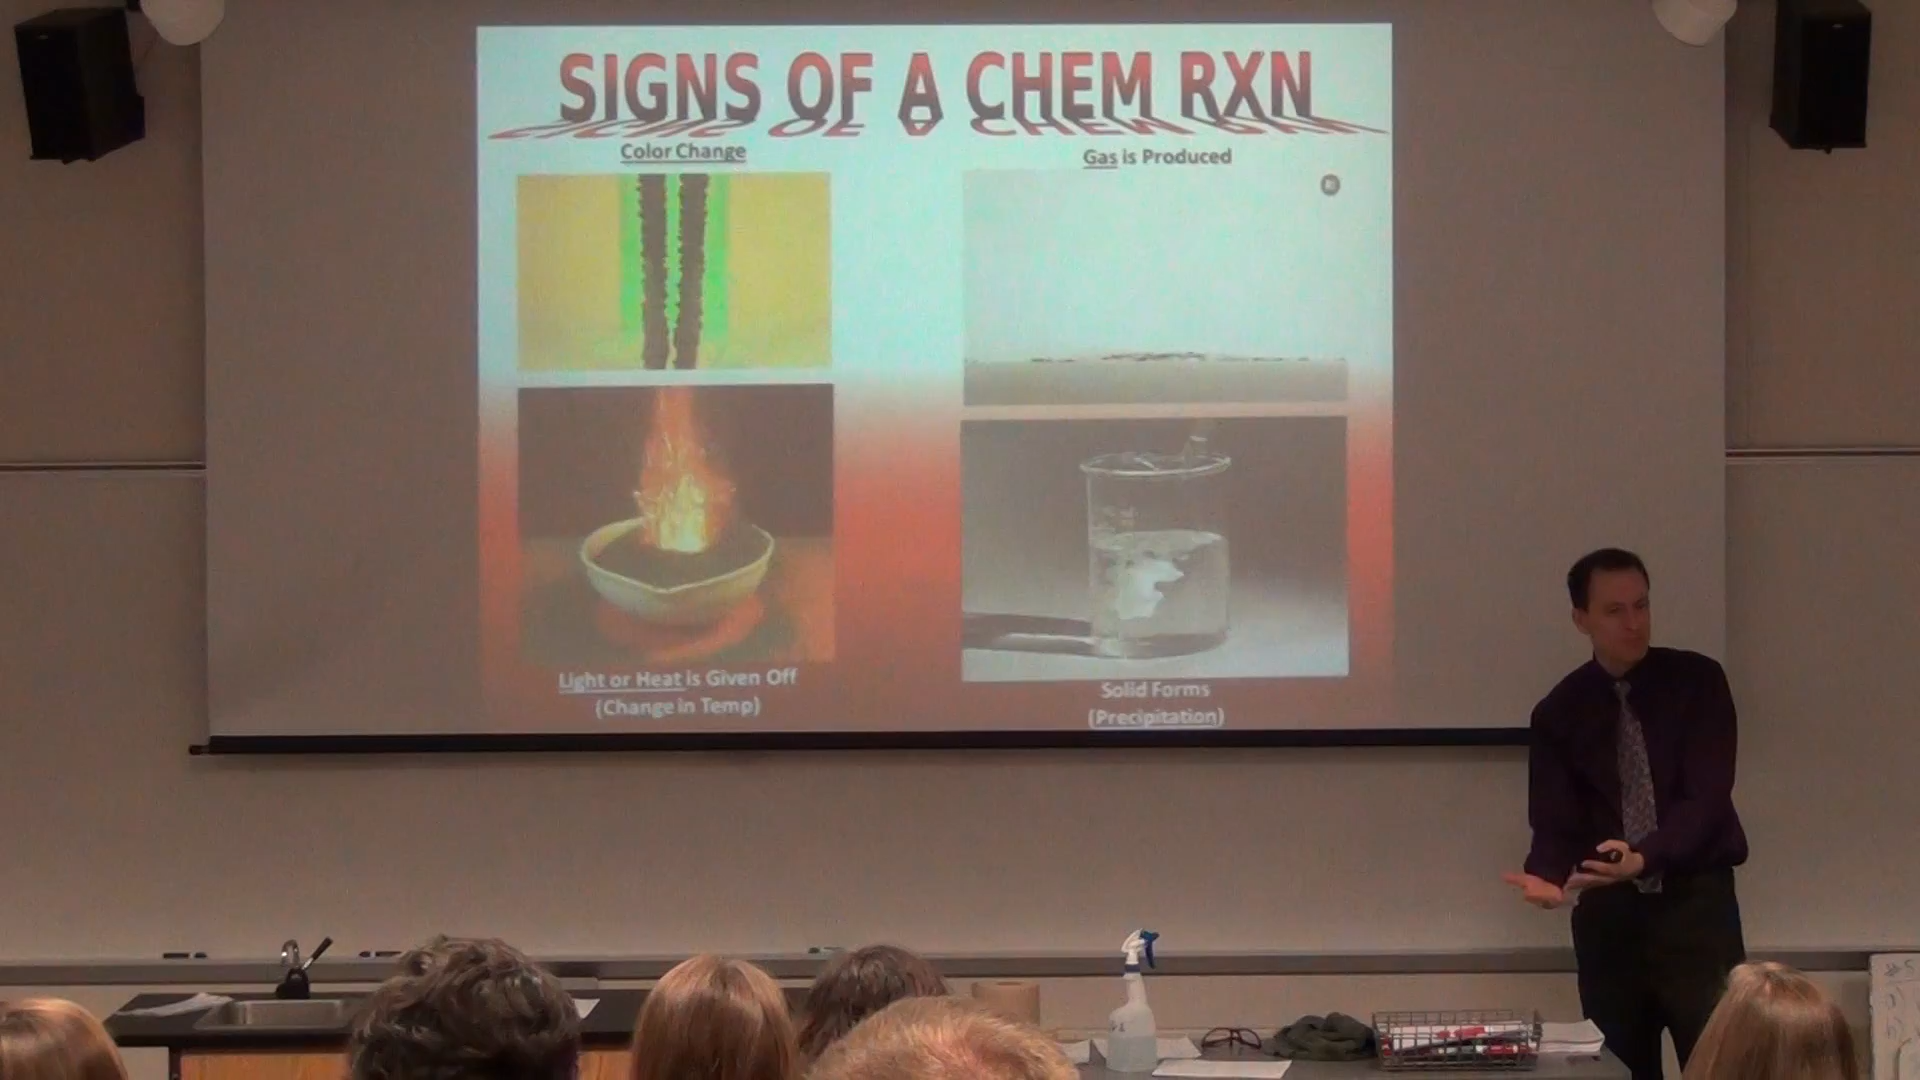 SIGNS OF A CHEM RXN
Color Change
Gas is Produced
Light or Heat is Given Off
(Change in Temp)
Solid Forms
(Precipitation)